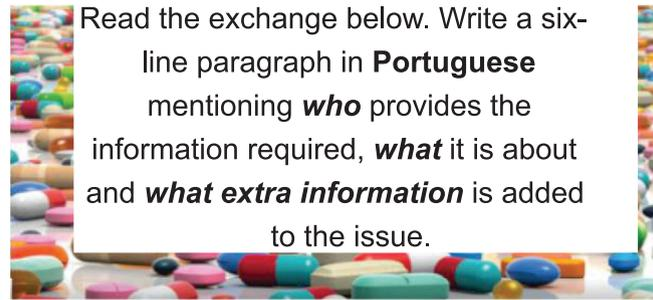 Read the exchange below. Write a six-
line paragraph in Portuguese
mentioning who provides the
information required, what it is about
and what extra information is added
to the issue.